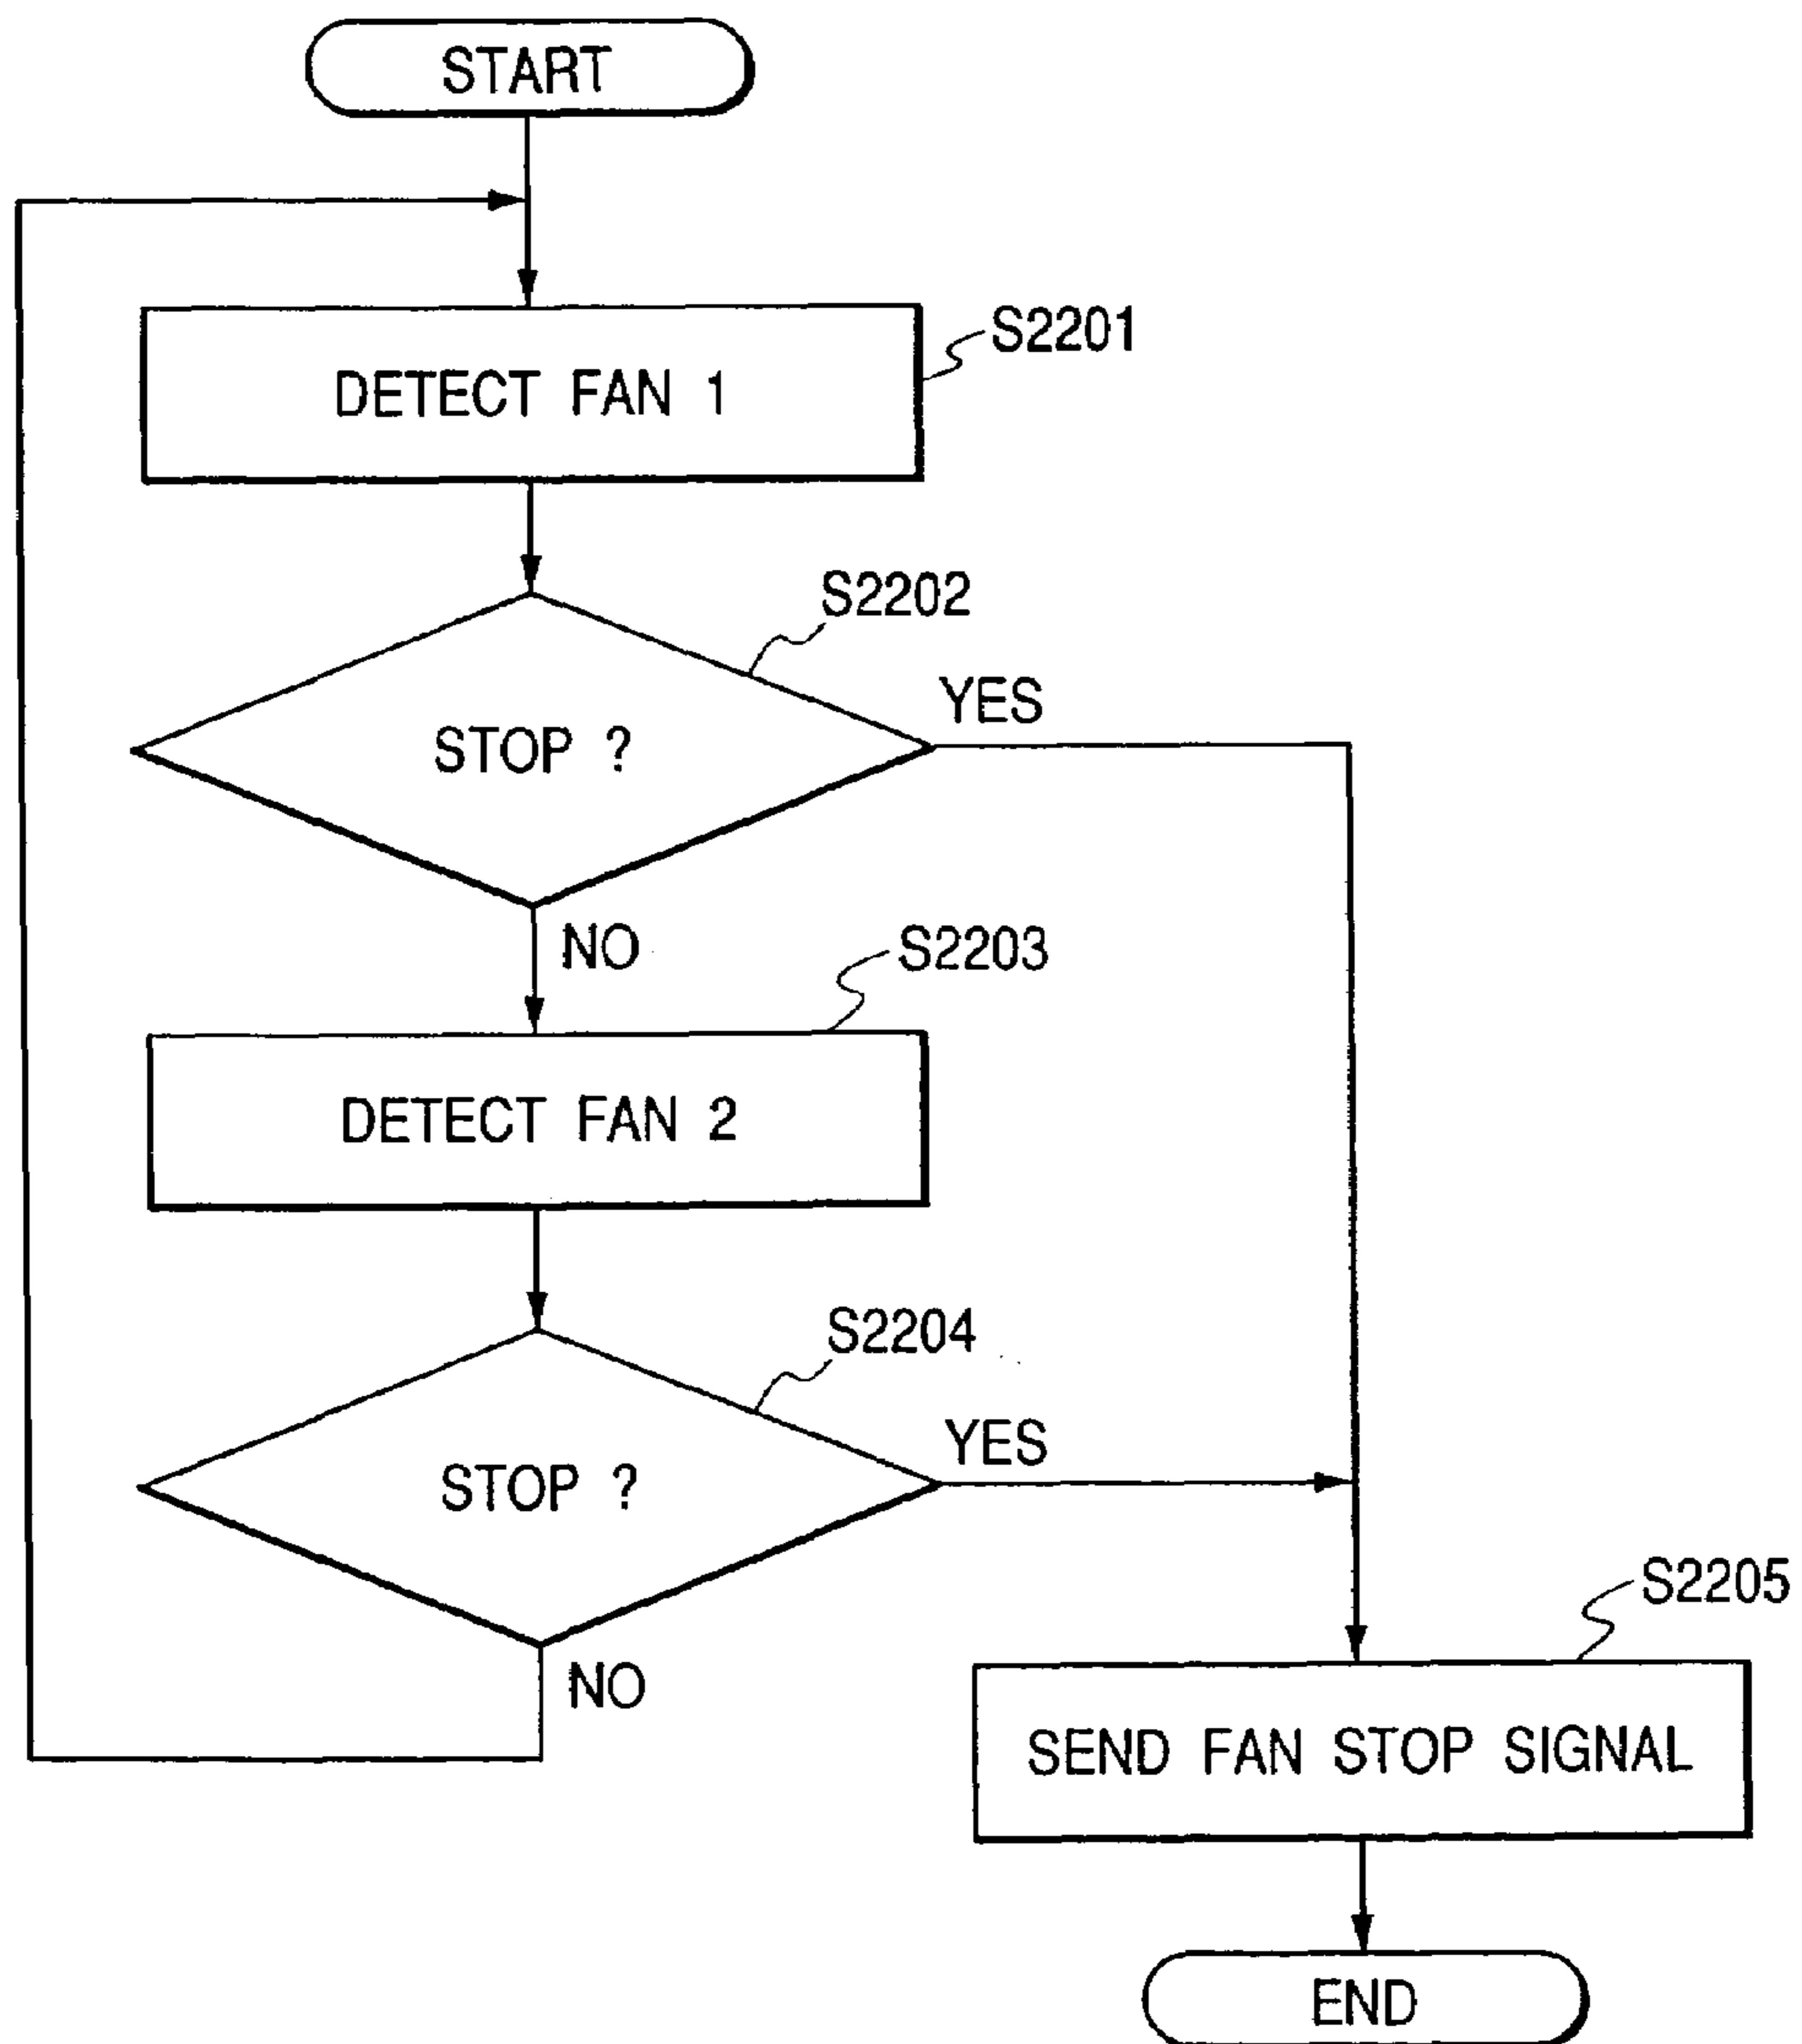 START
S2201
DETECT FAN 1
S2202
YES
STOP ?
NO
S2203
DETECT FAN 2
S2204
YES
STOP ?
NO
S2205
SEND FAN STOP SIGNAL
END